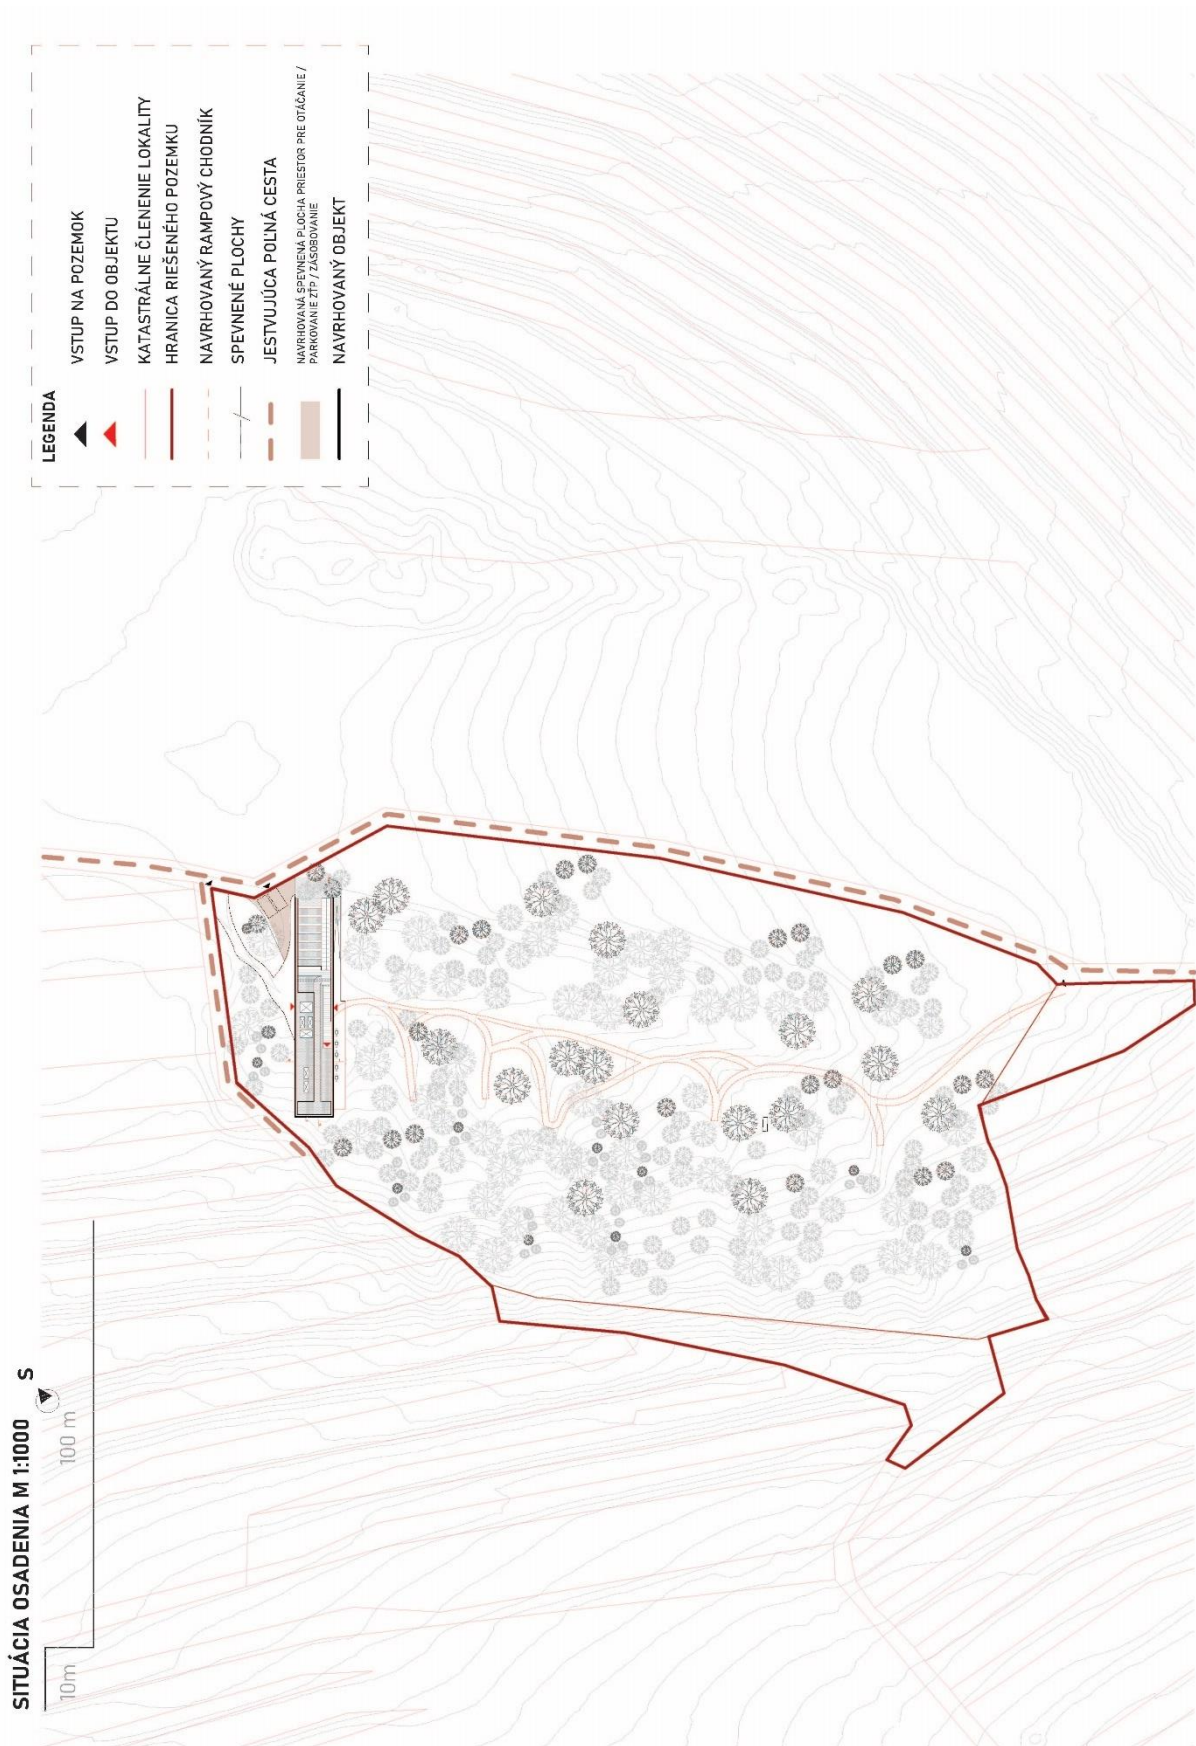 SITUÁCIA OSADENIA M 1:1000
S
10m
100 m
LEGENDA
VSTUP NA POZEMOK
VSTUP DO OBJEKTU
KATASTRÁLNE ČLENENIE LOKALITY
HRANICA RIEŠENÉHO POZEMKU
NAVRHOVANÝ RAMPOVÝ CHODNÍK
SPEVNENÉ PLOCHY
JESTVUJÚCA POĽNÁ CESTA
NAVRHOVANÁ SPEVNENÁ PLOCHA PRIESTOR PRE OTÁČANIE /
PARKOVANIE ZŤP / ZÁSOBOVANIE
NAVRHOVANÝ OBJEKT